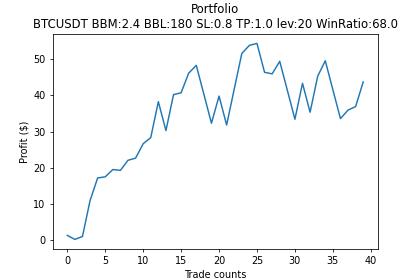 Portfolio
BTCUSDT BBM:2.4 BBL:180 SL:0.8 TP:1.0 lev:20 WinRatio:68.0
Profit ($)
50
40
30
20
10
0
0 5 10 15 20 25 30 35 40
Trade counts